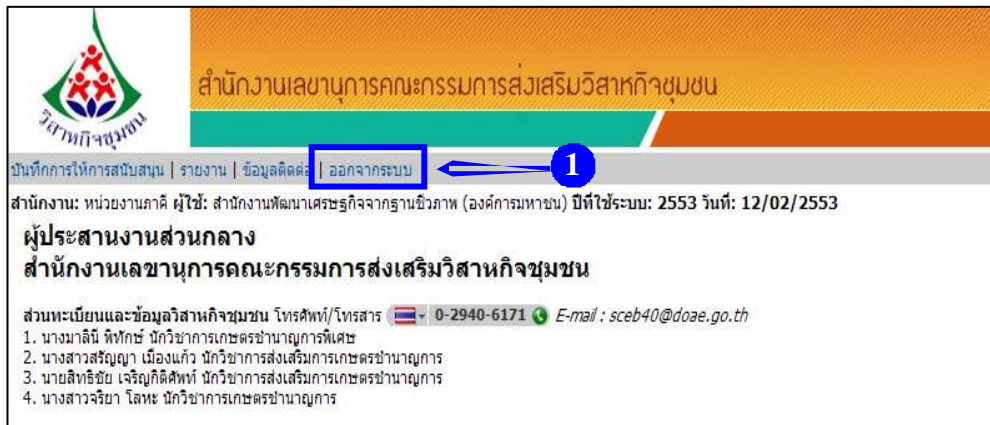 สำนักงานเลขานุการคณะกรรมการส่งเสริมวิสาหกิจชุมชน
วิสาหกิจชุมชน
บันทึกการให้การสนับสนุน | รายงาน | ข้อมูลติดต่อ | ออกจากระบบ 1
สำนักงาน: หน่วยงานภาคี ผู้ใช้: สำนักงานพัฒนาเศรษฐกิจจากฐานชีวภาพ (องค์การมหาชน) ปีที่ใช้ระบบ: 2553 วันที่: 12/02/2553
ผู้ประสานงานส่วนกลาง
สำนักงานเลขานุการคณะกรรมการส่งเสริมวิสาหกิจชุมชน
ส่วนทะเบียนและข้อมูลวิสาหกิจชุมชน โทรศัพท์/โทรสาร 0-2940-6171 E-mail : sceb40@doae.go.th
1. นางมาลินี พิทักษ์ นักวิชาการเกษตรชำนาญการพิเศษ
2. นางสาวสรัญญา เมืองแก้ว นักวิชาการส่งเสริมการเกษตรชำนาญการ
3. นายสิทธิชัย เจริญกิติศัพท์ นักวิชาการส่งเสริมการเกษตรชำนาญการ
4. นางสาวจริยา โลหะ นักวิชาการเกษตรชำนาญการ